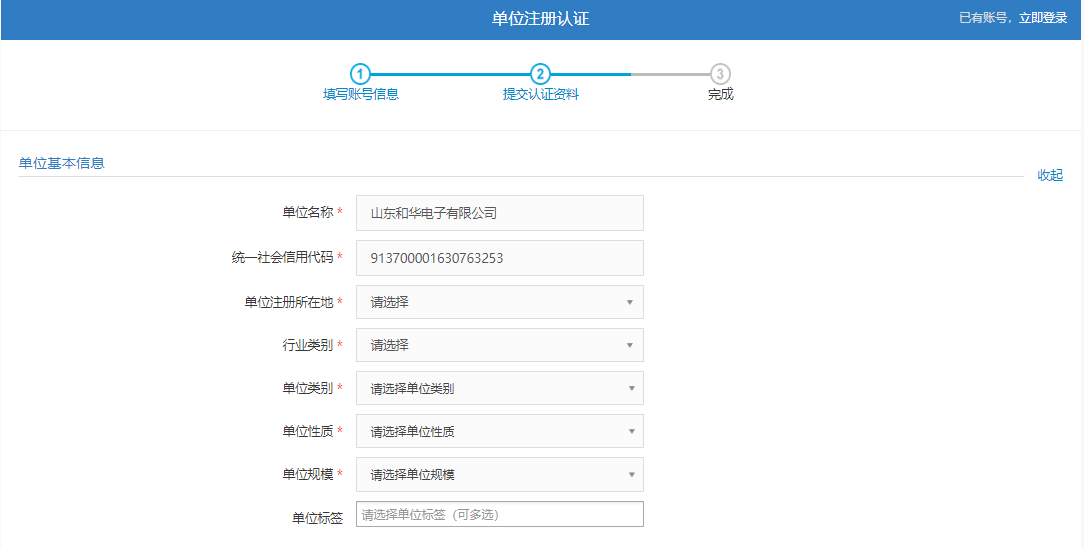 单位注册认证
已有账号，立即登录
1
2
3
填写账号信息
提交认证资料
完成
单位基本信息
收起
单位名称 * 山东和华电子有限公司
统一社会信用代码 * 913700001630763253
单位注册所在地 * 请选择
行业类别 * 请选择
单位类别 * 请选择单位类别
单位性质 * 请选择单位性质
单位规模 * 请选择单位规模
单位标签 请选择单位标签（可多选）